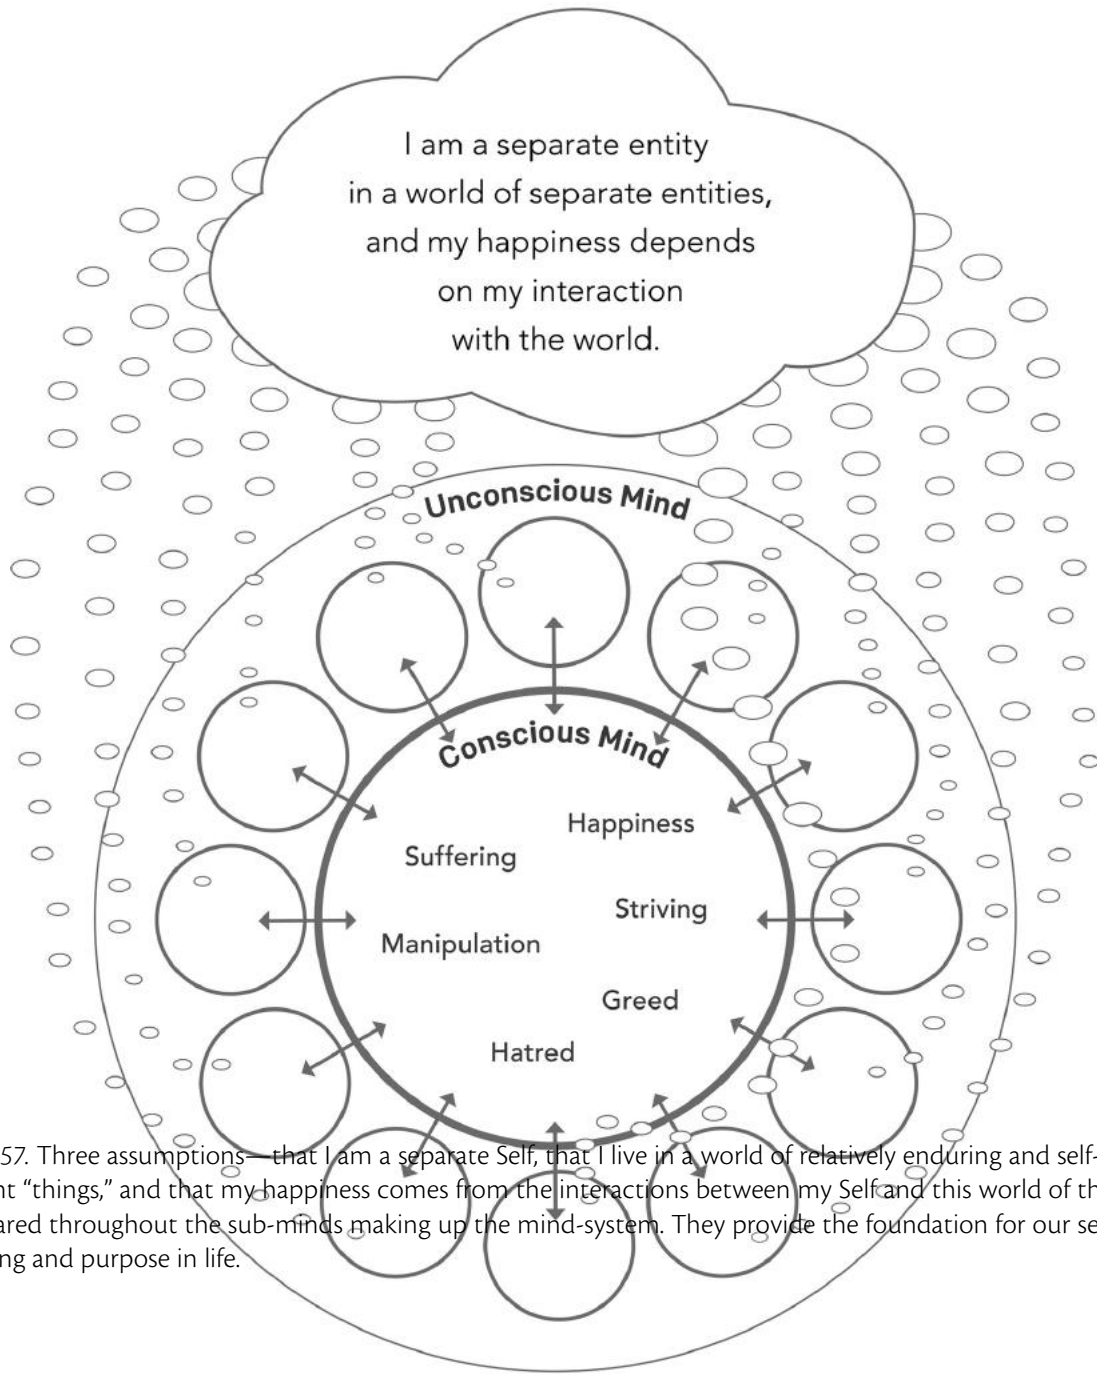 I am a separate entity
in a world of separate entities,
and my happiness depends
on my interaction
with the world.
Unconscious Mind
Conscious Mind
Happiness
Suffering
Striving
Manipulation
Greed
Hatred
57. Three assumptions—that I am a separate Self, that I live in a world of relatively enduring and self-
nt “things,” and that my happiness comes from the interactions between my Self and this world of th
ared throughout the sub-minds making up the mind-system. They provide the foundation for our se
ng and purpose in life.